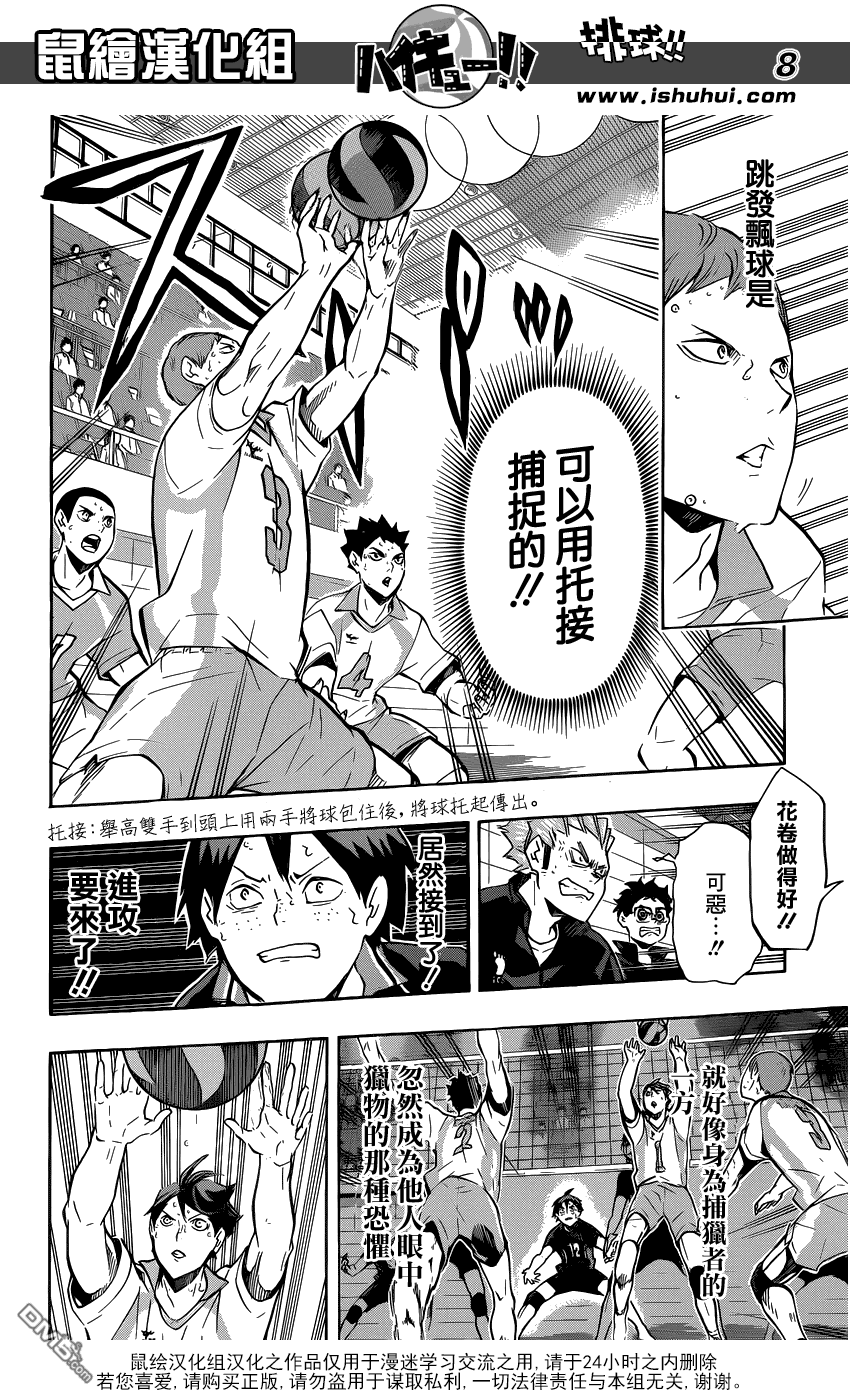 鼠繪漢化組
ハイキュー!!
排球!!
8
www.ishuhui.com
跳發飄球是
可以用托接
捕捉的!!
3
4
托接：舉高雙手到頭上用兩手將球包住後，將球托起傳出。
花卷做得好!!
可惡…!!
居然接到了！
進攻
要來了!!
就好像身為捕獵者的
一方
忽然成為他人眼中
獵物的那種恐懼
2
1
3
12
鼠绘汉化组汉化之作品仅用于漫迷学习交流之用，请于24小时之内删除
若您喜爱，请购买正版，请勿盗用于谋取私利，一切法律责任与本组无关，谢谢。